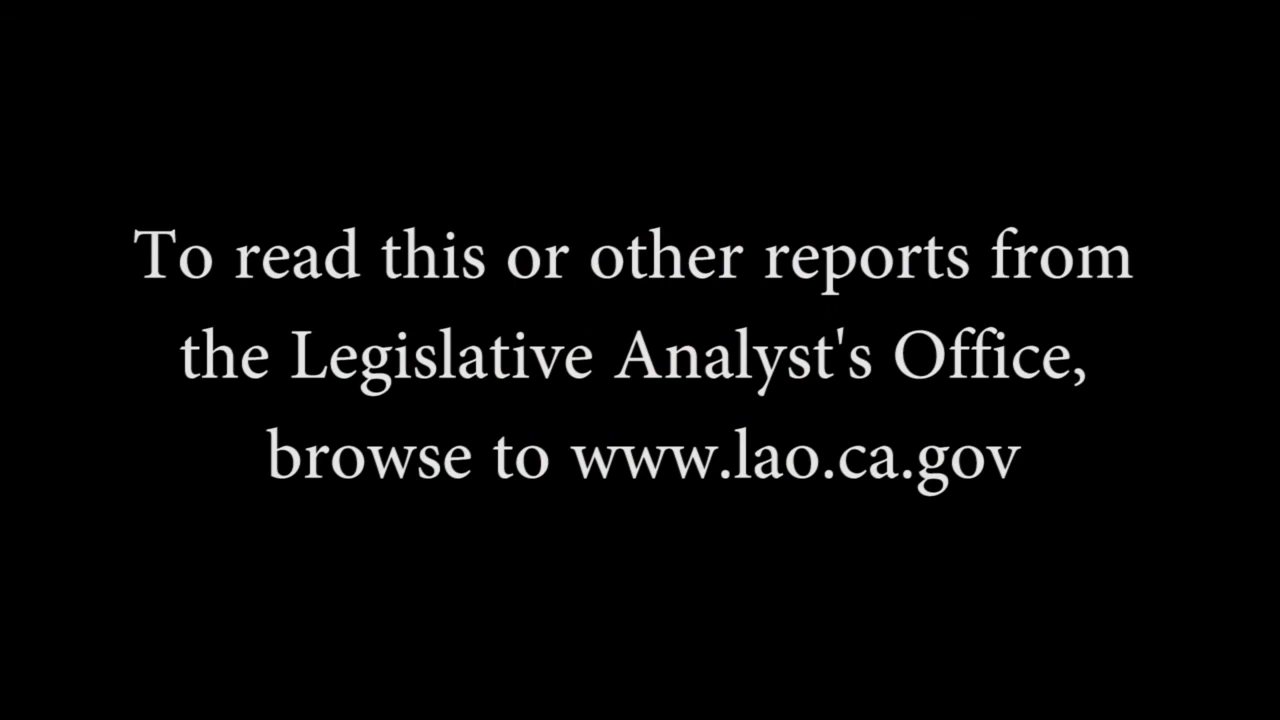 To read this or other reports from
the Legislative Analyst's Office,
browse to www.lao.ca.gov